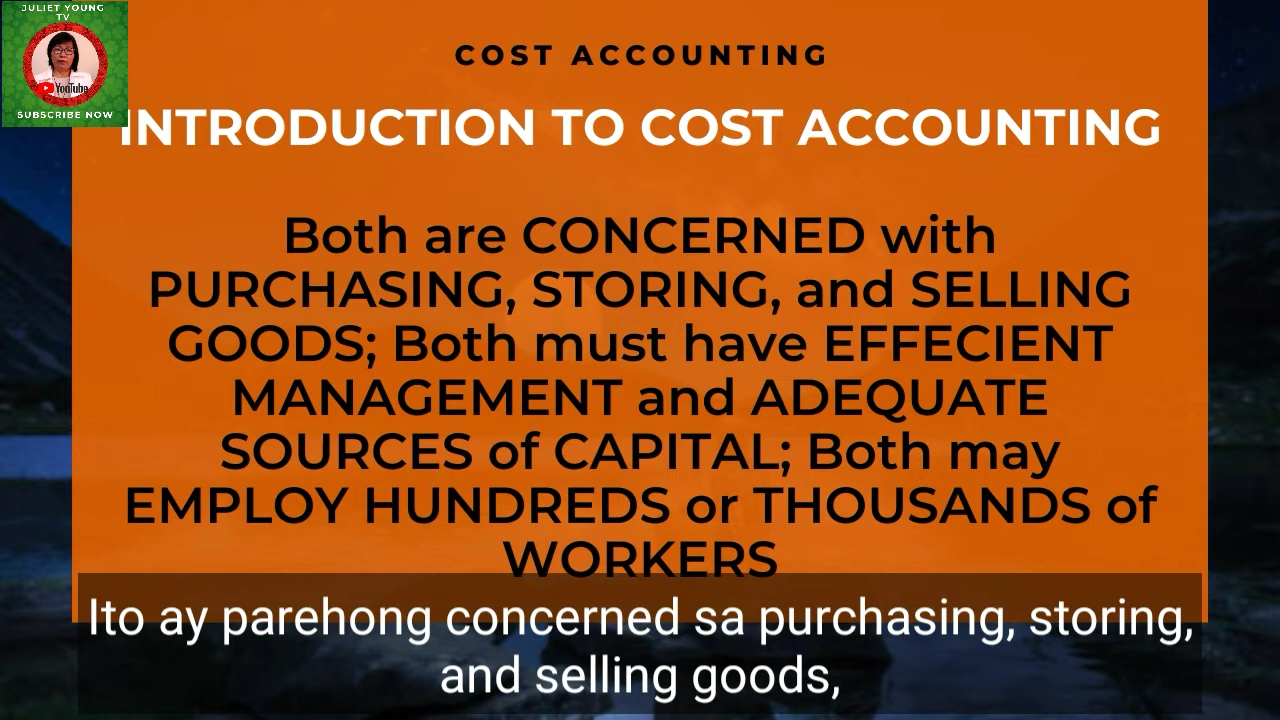 JULIET YOUNG
TV
YouTube
SUBSCRIBE NOW
COST ACCOUNTING
INTRODUCTION TO COST ACCOUNTING
Both are CONCERNED with
PURCHASING, STORING, and SELLING
GOODS; Both must have EFFECIENT
MANAGEMENT and ADEQUATE
SOURCES of CAPITAL; Both may
EMPLOY HUNDREDS or THOUSANDS of
WORKERS
Ito ay parehong concerned sa purchasing, storing,
and selling goods,